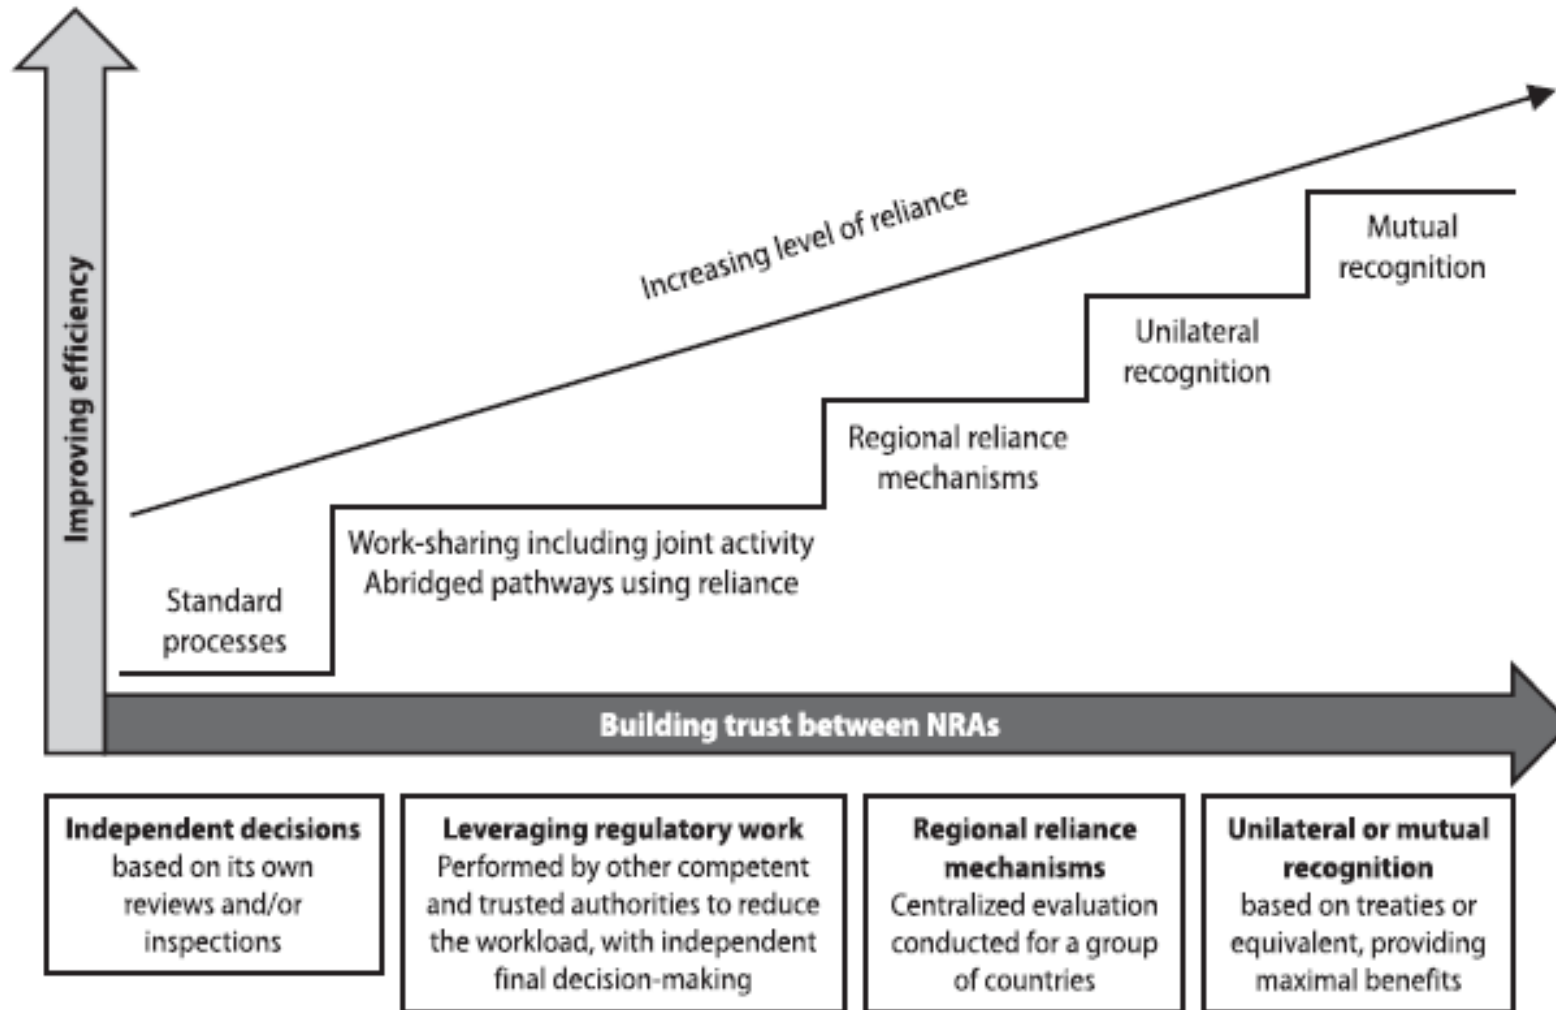 Improving efficiency
Increasing level of reliance
Mutual
recognition
Unilateral
recognition
Regional reliance
mechanisms
Work-sharing including joint activity
Abridged pathways using reliance
Standard
processes
Building trust between NRAs
Independent decisions
based on its own
reviews and/or
inspections
Leveraging regulatory work
Performed by other competent
and trusted authorities to reduce
the workload, with independent
final decision-making
Regional reliance
mechanisms
Centralized evaluation
conducted for a group
of countries
Unilateral or mutual
recognition
based on treaties or
equivalent, providing
maximal benefits